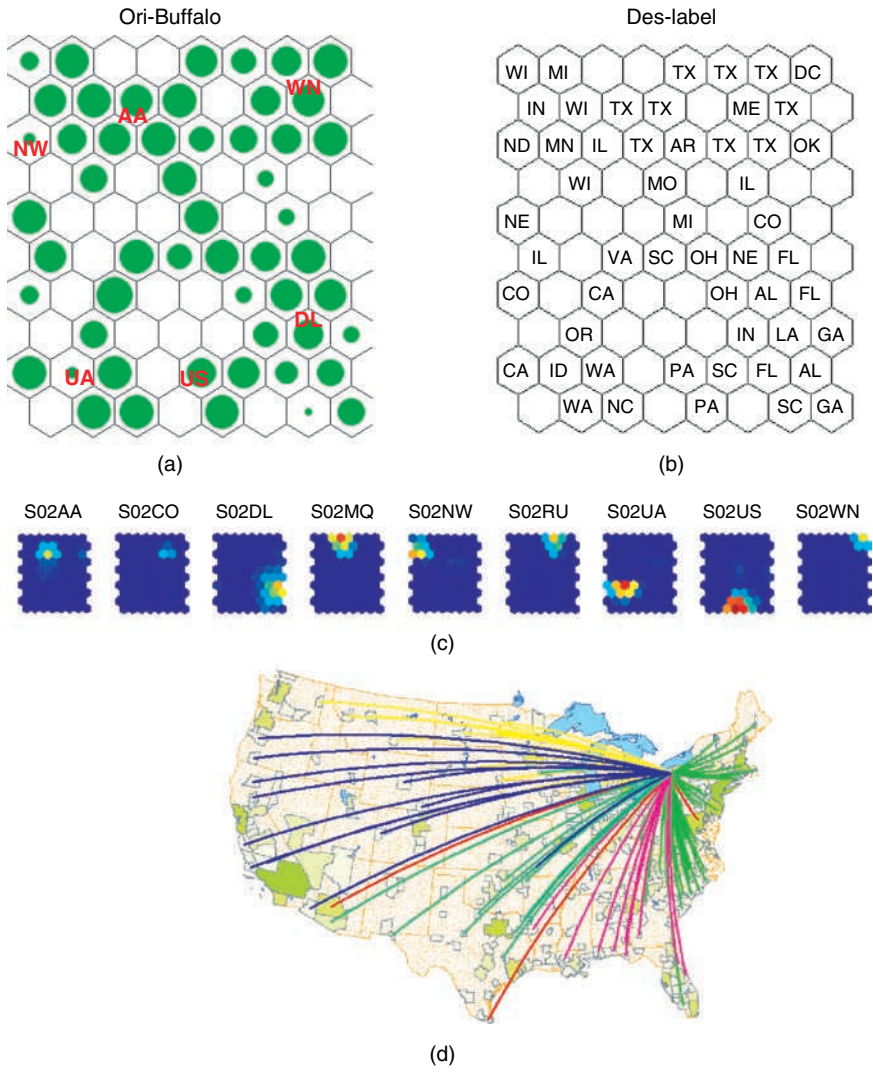 Ori-Buffalo
Des-label
WN
AA
NW
DL
UA
US
WI MI TX TX TX DC
IN WI TX TX ME TX
ND MN IL TX AR TX TX OK
WI MO IL
NE MI CO
IL VA SC OH NE FL
CO CA OH AL FL
OR IN LA GA
CA ID WA PA SC FL AL
WA NC PA SC GA
(a)
(b)
S02AA S02CO S02DL S02MQ S02NW S02RU S02UA S02US S02WN
(c)
(d)